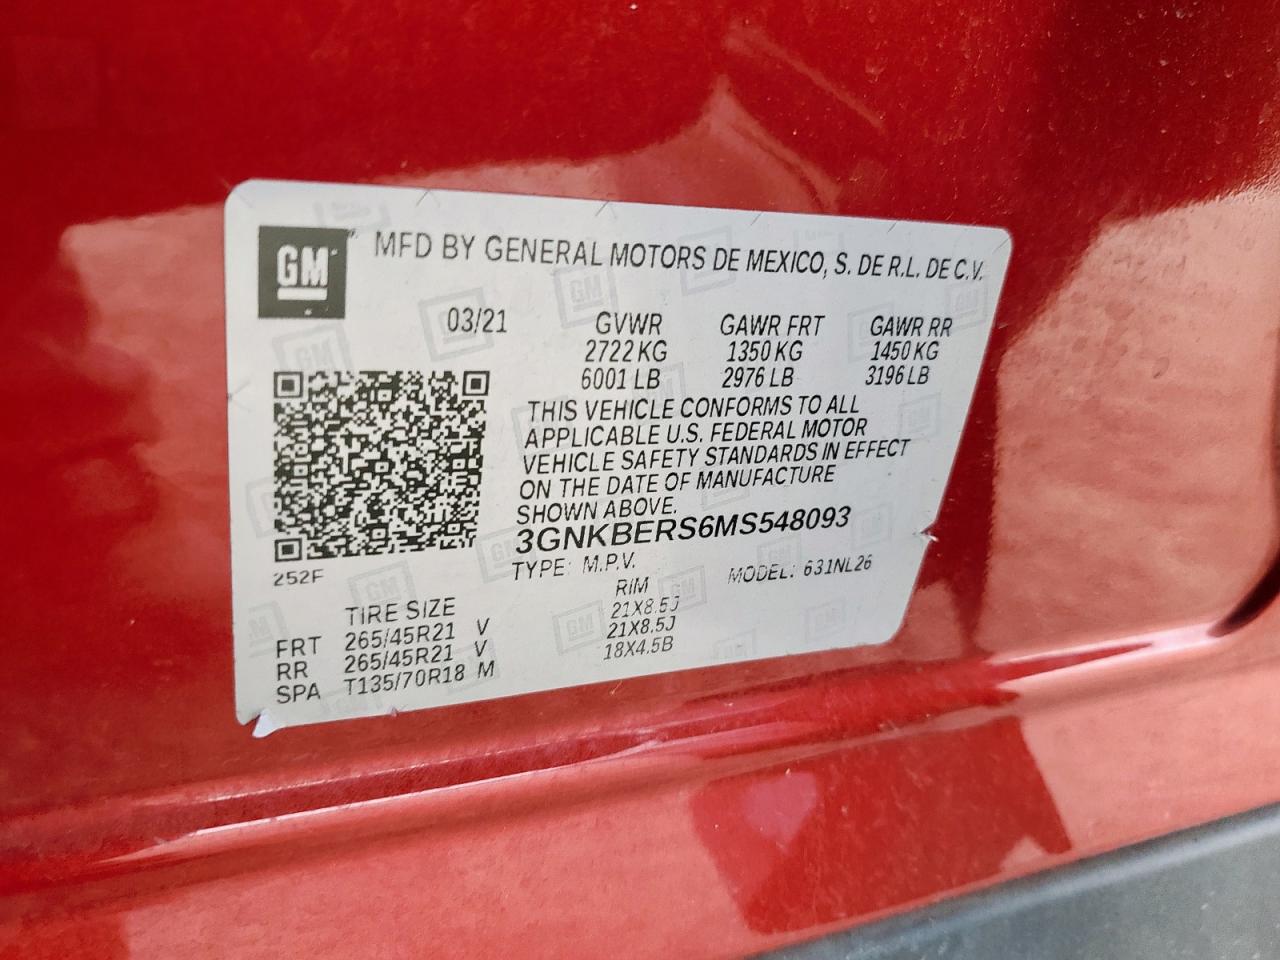 GM MFD BY GENERAL MOTORS DE MEXICO, S. DE R.L. DE C.V.
03/21 GVWR GAWR FRT GAWR RR
2722 KG 1350 KG 1450 KG
6001 LB 2976 LB 3196 LB
THIS VEHICLE CONFORMS TO ALL
APPLICABLE U.S. FEDERAL MOTOR
VEHICLE SAFETY STANDARDS IN EFFECT
ON THE DATE OF MANUFACTURE
SHOWN ABOVE.
3GNKBERS6MS548093
252F TYPE: M.P.V. MODEL: 631NL26
TIRE SIZE RIM
FRT 265/45R21 V 21X8.5J
RR 265/45R21 V 21X8.5J
SPA T135/70R18 M 18X4.5B